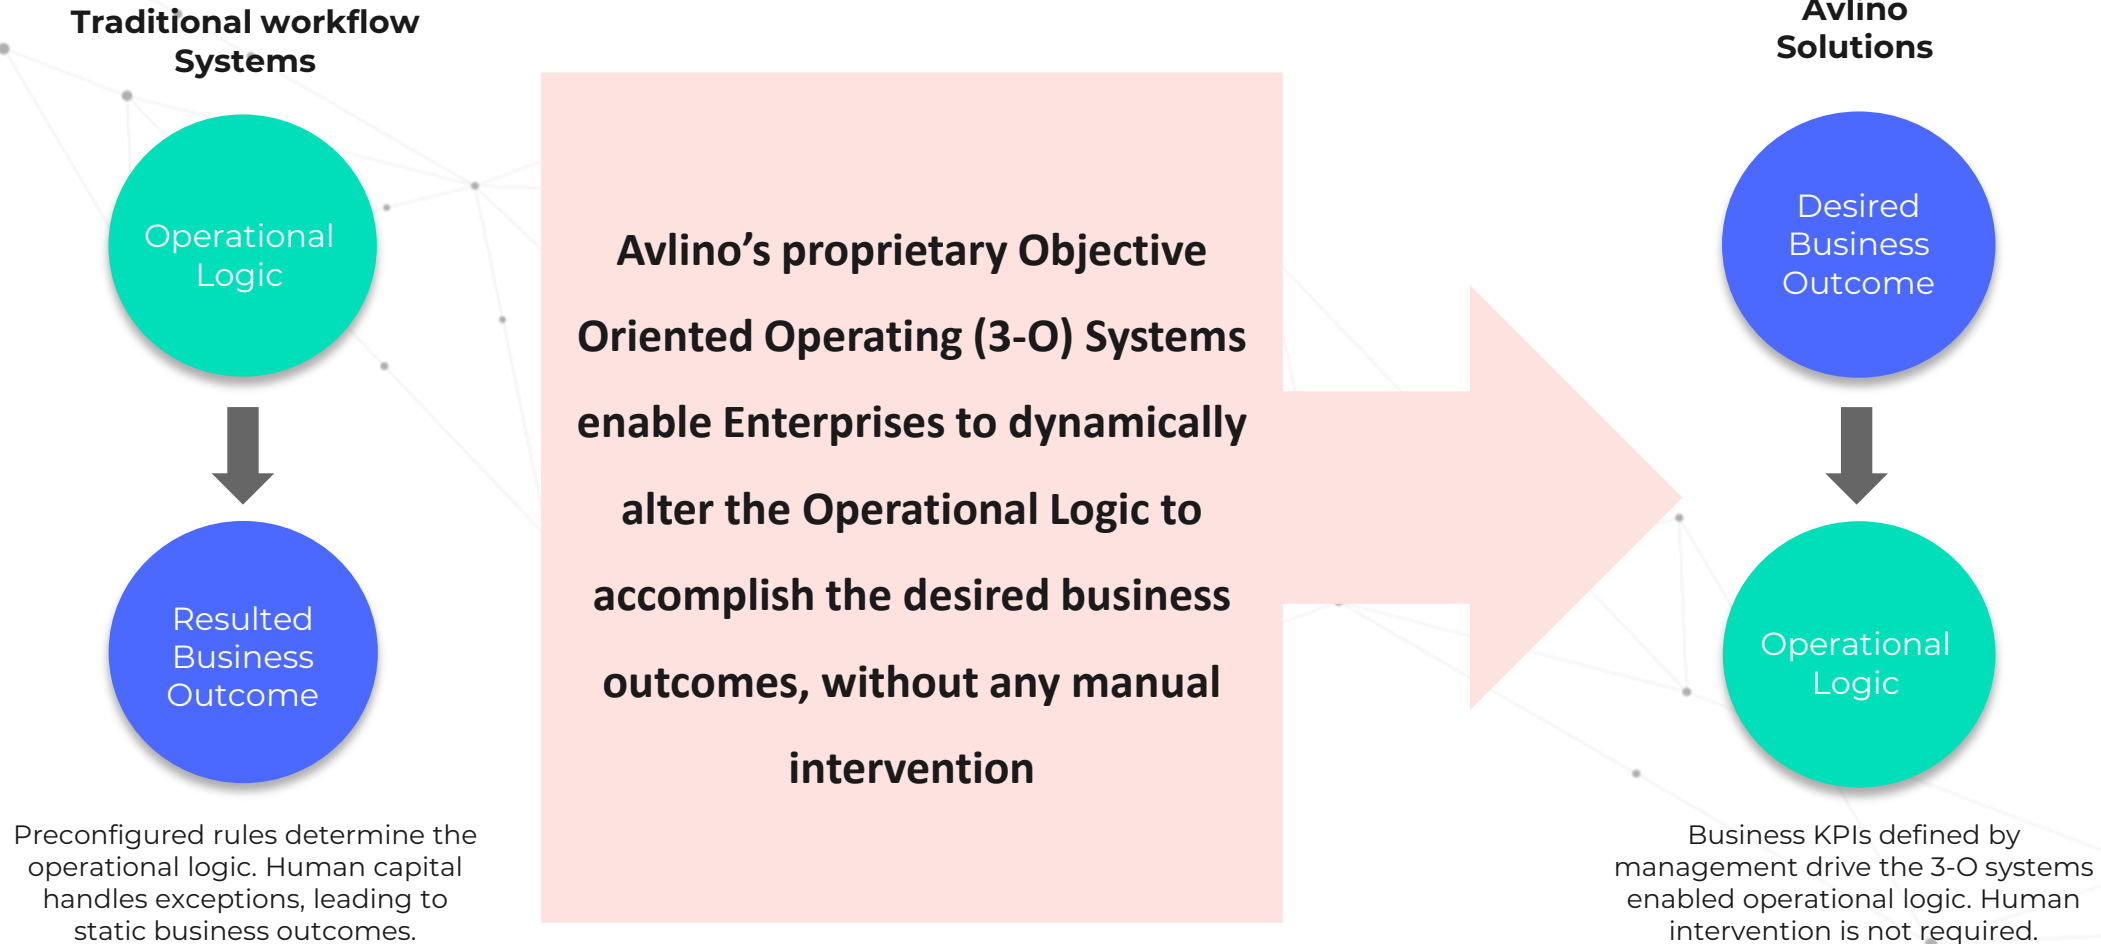 Traditional workflow
Systems
Operational
Logic
Resulted
Business
Outcome
Preconfigured rules determine the
operational logic. Human capital
handles exceptions, leading to
static business outcomes.
Avlino’s proprietary Objective
Oriented Operating (3-O) Systems
enable Enterprises to dynamically
alter the Operational Logic to
accomplish the desired business
outcomes, without any manual
intervention
Avlino
Solutions
Desired
Business
Outcome
Operational
Logic
Business KPIs defined by
management drive the 3-O systems
enabled operational logic. Human
intervention is not required.